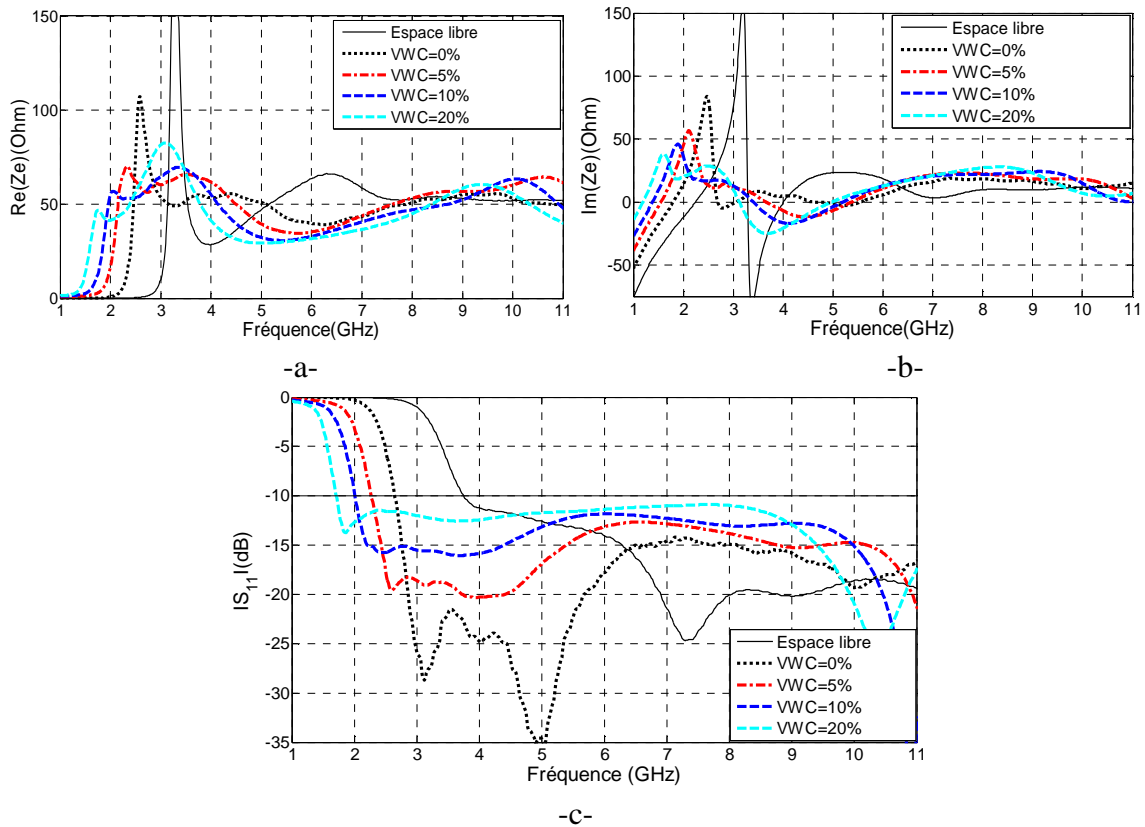 150
100
50
0
Re(Ze)(Ohm)
1 2 3 4 5 6 7 8 9 10 11
Fréquence(GHz)
Espace libre
VWC=0%
VWC=5%
VWC=10%
VWC=20%
-a-
150
100
50
0
-50
Im(Ze)(Ohm)
1 2 3 4 5 6 7 8 9 10 11
Fréquence(GHz)
Espace libre
VWC=0%
VWC=5%
VWC=10%
VWC=20%
-b-
0
-5
-10
-15
-20
-25
-30
-35
IS11I(dB)
1 2 3 4 5 6 7 8 9 10 11
Fréquence (GHz)
Espace libre
VWC=0%
VWC=5%
VWC=10%
VWC=20%
-c-